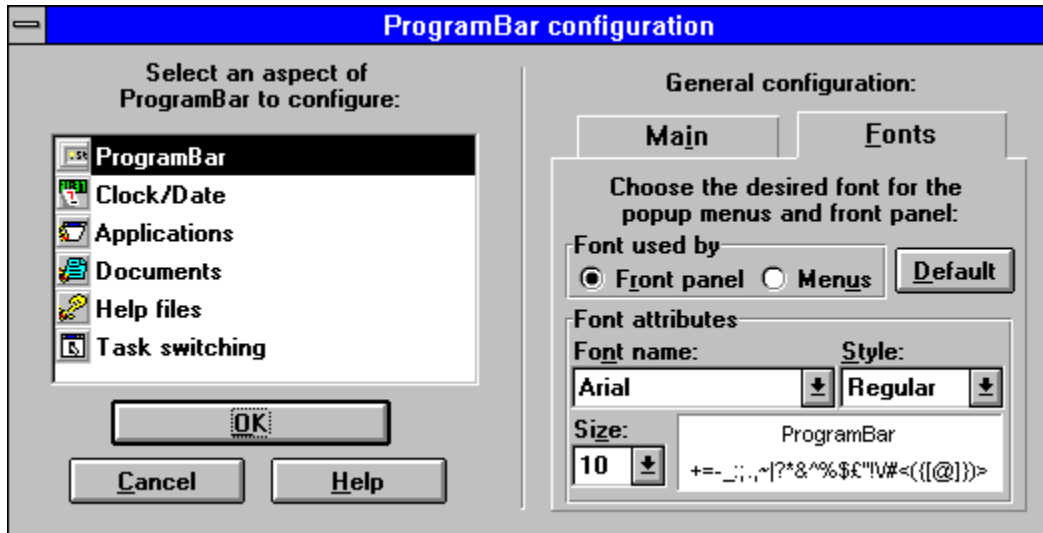 ProgramBar configuration
Select an aspect of
ProgramBar to configure:
ProgramBar
Clock/Date
Applications
Documents
Help files
Task switching
OK
Cancel
Help
General configuration:
Main
Fonts
Choose the desired font for the
popup menus and front panel:
Font used by
Front panel
Menus
Default
Font attributes
Font name:
Style:
Arial
Regular
Size:
10
ProgramBar
+=-_:;.,~|?*&^%$£"!\/#<({[@]})>